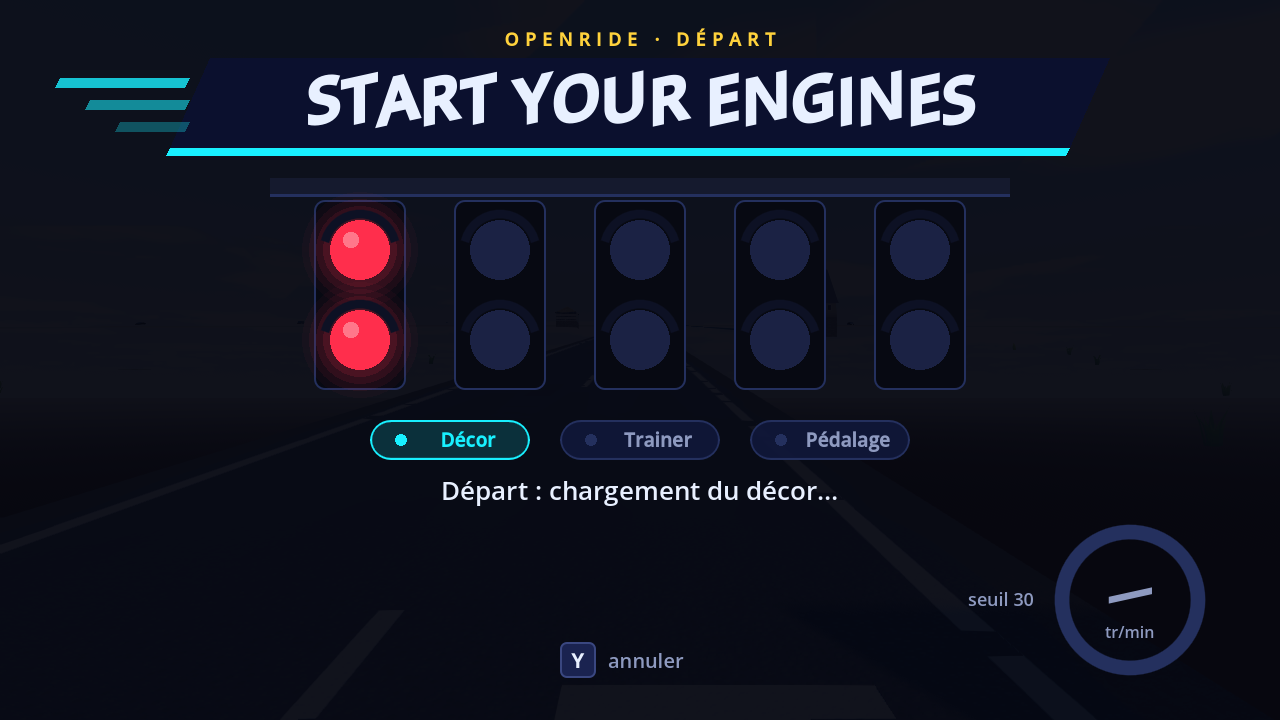 OPENRIDE · DÉPART
START YOUR ENGINES
Décor
Trainer
Pédalage
Départ : chargement du décor...
seuil 30
—
tr/min
Y annuler